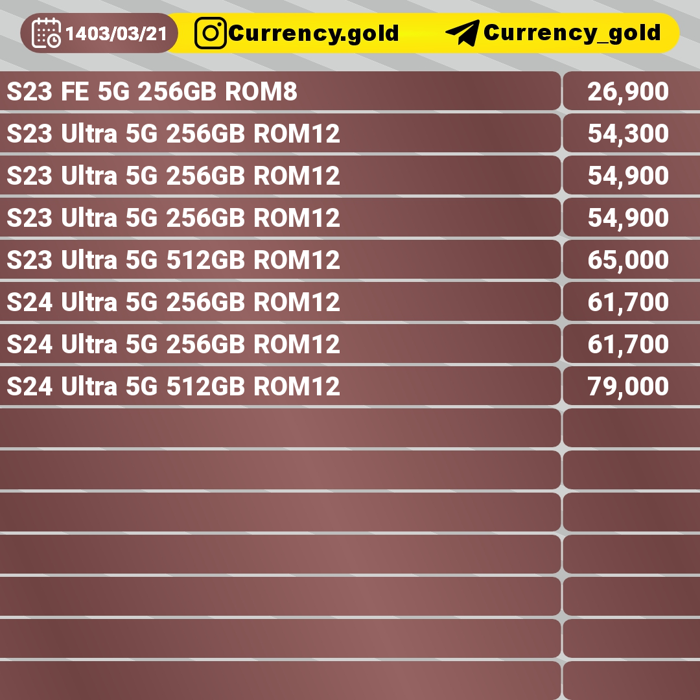 1403/03/21 Currency.gold Currency_gold
S23 FE 5G 256GB ROM8 26,900
S23 Ultra 5G 256GB ROM12 54,300
S23 Ultra 5G 256GB ROM12 54,900
S23 Ultra 5G 256GB ROM12 54,900
S23 Ultra 5G 512GB ROM12 65,000
S24 Ultra 5G 256GB ROM12 61,700
S24 Ultra 5G 256GB ROM12 61,700
S24 Ultra 5G 512GB ROM12 79,000